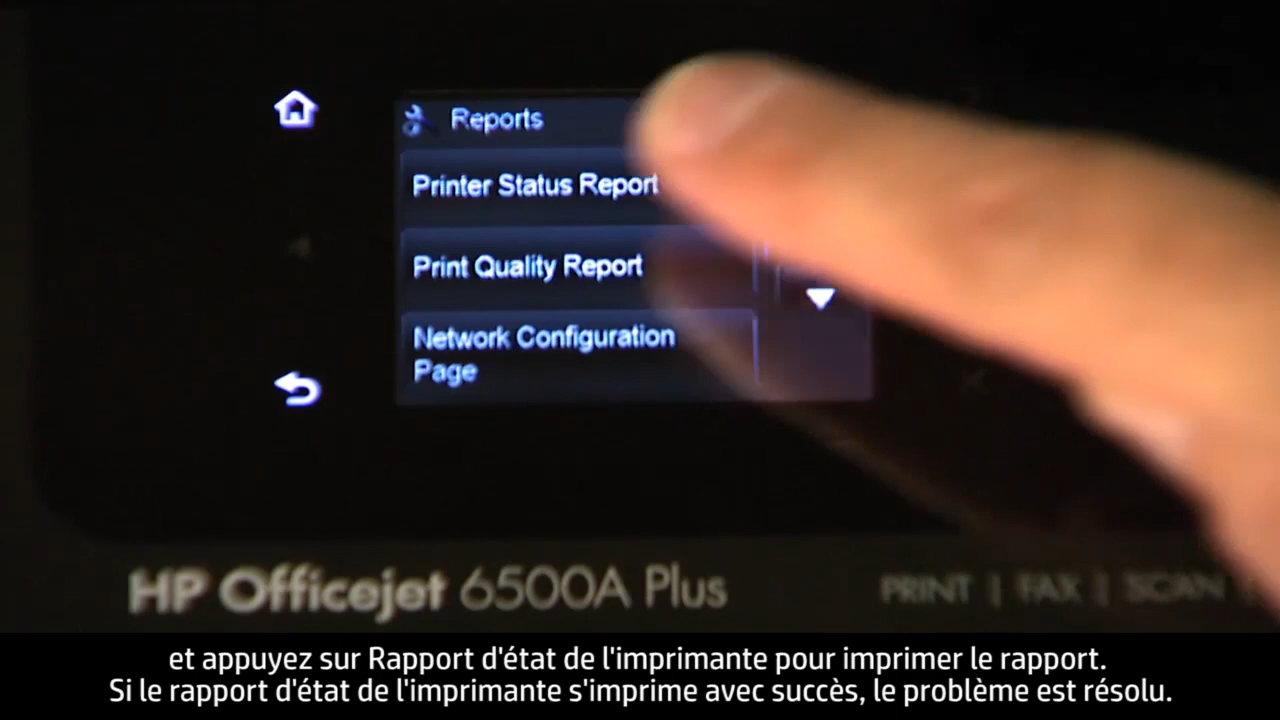 Reports
Printer Status Report
Print Quality Report
Network Configuration
Page
HP Officejet 6500A Plus
PRINT | FAX | SCAN
et appuyez sur Rapport d'état de l'imprimante pour imprimer le rapport.
Si le rapport d'état de l'imprimante s'imprime avec succès, le problème est résolu.